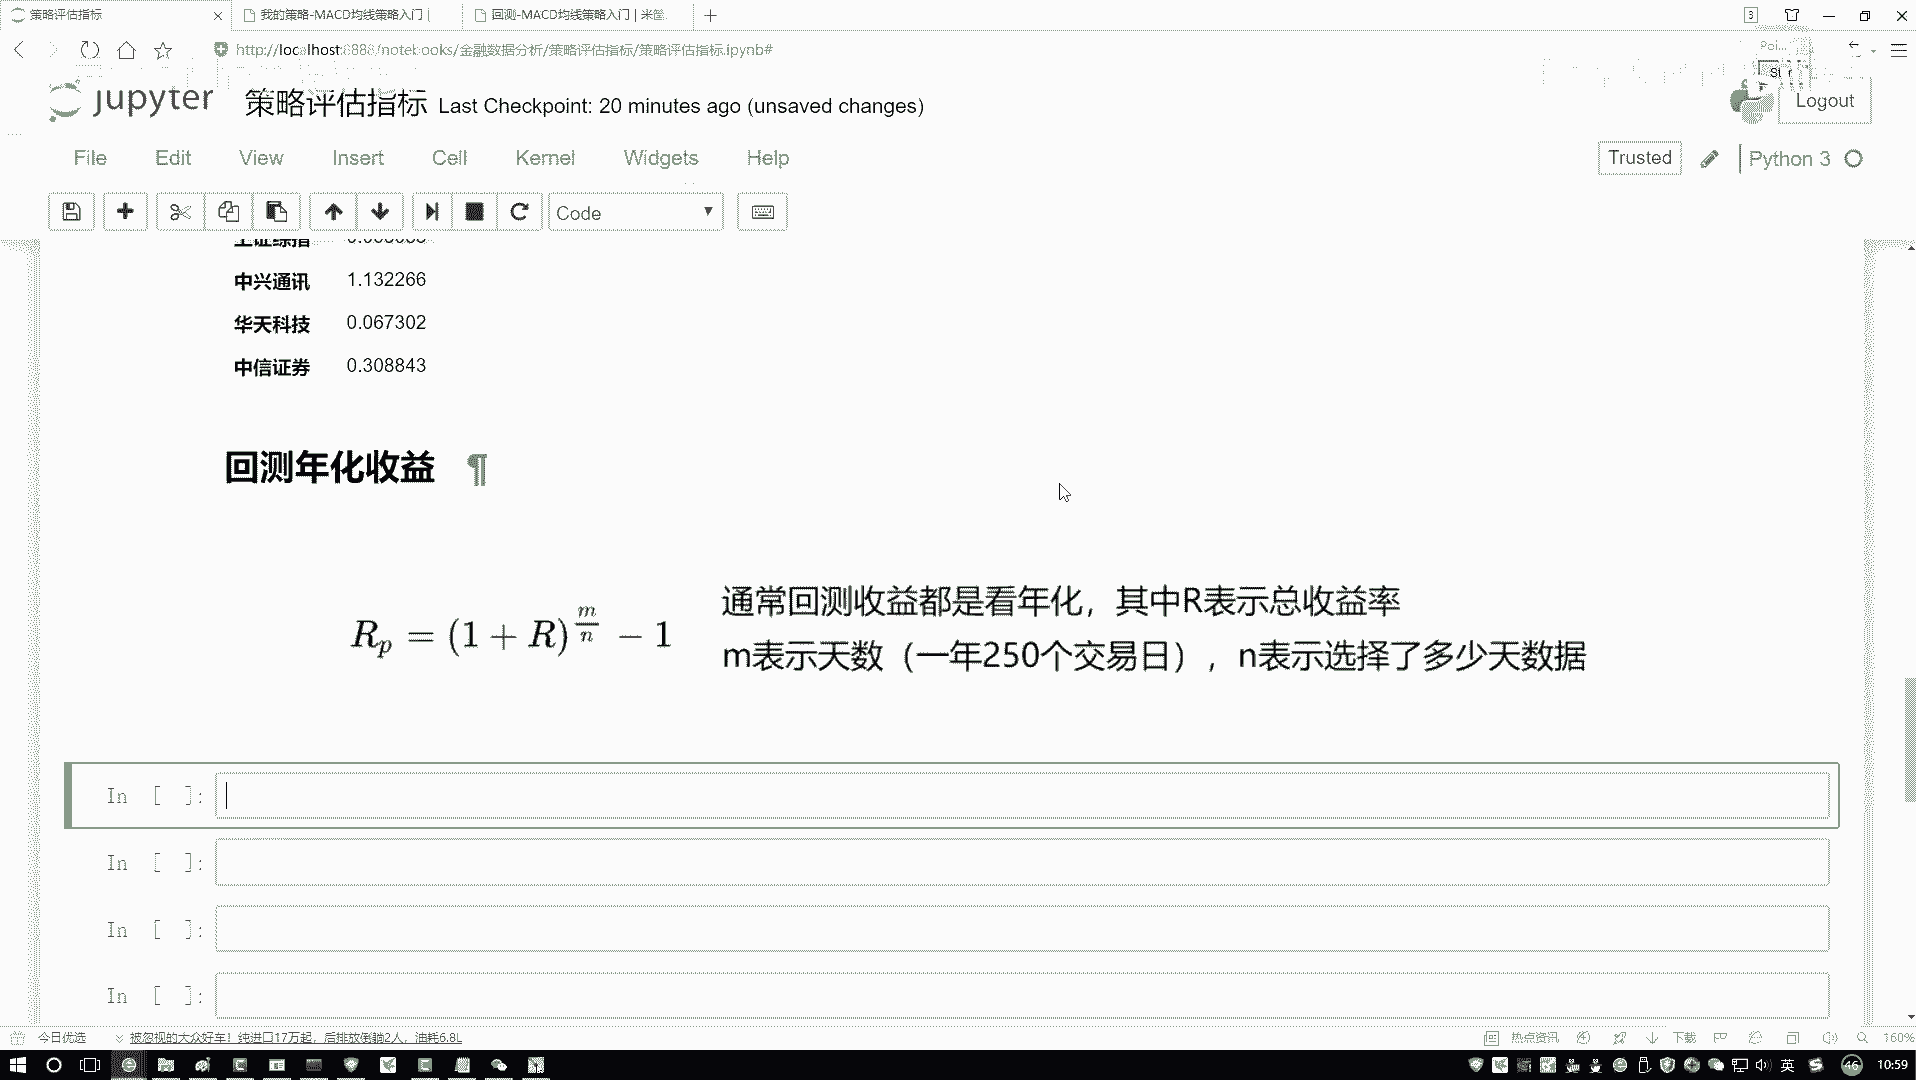 策略评估指标
我的策略-MACD均线策略入门
回测-MACD均线策略入门 | 米筐
3
http://localhost:8888/notebooks/金融数据分析/策略评估指标/策略评估指标.ipynb#
jupyter
策略评估指标 Last Checkpoint: 20 minutes ago (unsaved changes)
Logout
File Edit View Insert Cell Kernel Widgets Help
Trusted
Python 3
Code
上证综指
中兴通讯 1.132266
华天科技 0.067302
中信证券 0.308843
回测年化收益 ¶
R_p = (1 + R)^{m/n} − 1
通常回测收益都是看年化，其中R表示总收益率
m表示天数（一年250个交易日），n表示选择了多少天数据
In [ ]:
In [ ]:
In [ ]:
In [ ]:
今日优选
被忽视的大众好车！纯进口17万起，后排放倒躺2人，油耗6.8L
热点资讯
下载
160%
英
46
10:59